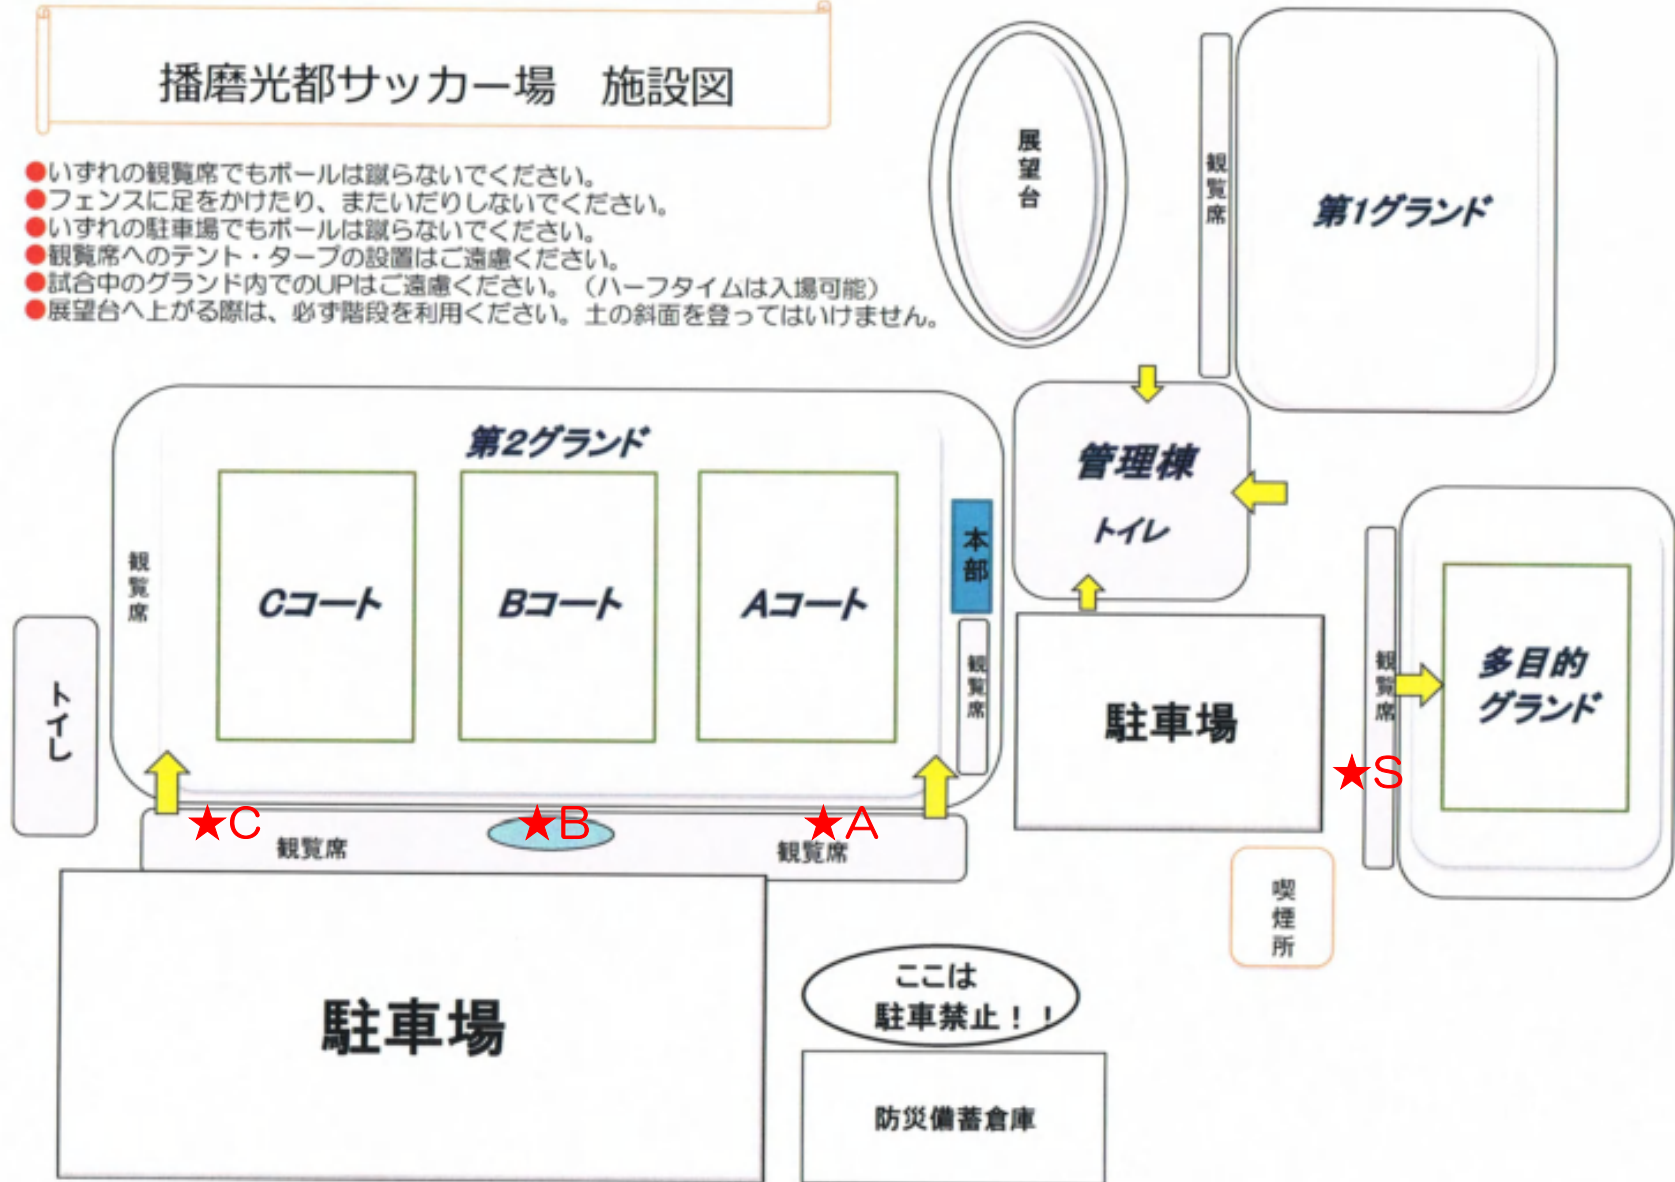 播磨光都サッカー場　施設図
●いずれの観覧席でもボールは蹴らないでください。
●フェンスに足をかけたり、またいだりしないでください。
●いずれの駐車場でもボールは蹴らないでください。
●観覧席へのテント・タープの設置はご遠慮ください。
●試合中のグランド内でのUPはご遠慮ください。（ハーフタイムは入場可能）
●展望台へ上がる際は、必ず階段を利用ください。土の斜面を登ってはいけません。
展望台
観覧席
第1グランド
第2グランド
観覧席
Cコート
Bコート
Aコート
本部
観覧席
管理棟
トイレ
トイレ
駐車場
観覧席
多目的
グランド
★S
★C
★B
★A
観覧席
観覧席
喫煙所
駐車場
ここは
駐車禁止！！
防災備蓄倉庫